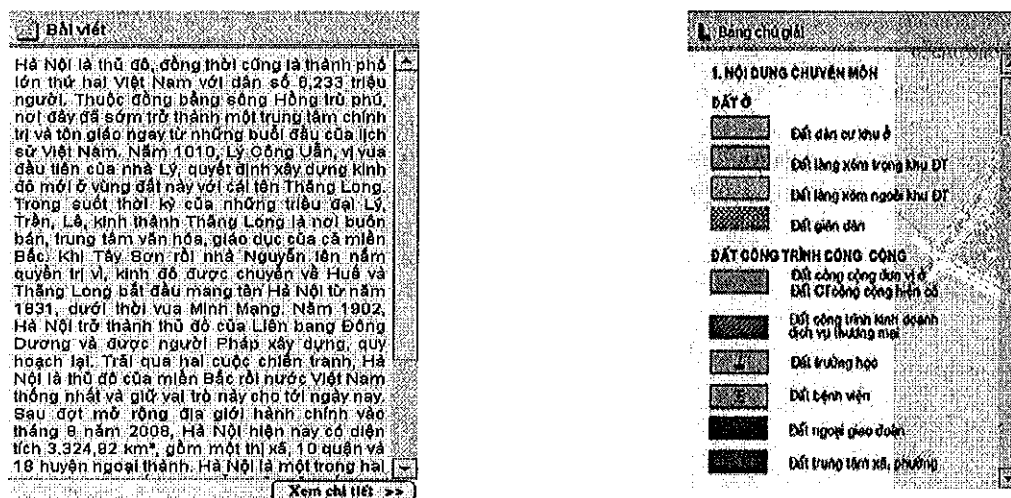 Bài viết
Hà Nội là thủ đô, đồng thời cũng là thành phố
lớn thứ hai Việt Nam với dân số 6,233 triệu
người. Thuộc đồng bằng sông Hồng trù phú,
nơi đây đã sớm trở thành một trung tâm chính
trị và tôn giáo ngay từ những buổi đầu của lịch
sử Việt Nam. Năm 1010, Lý Công Uẩn, vị vua
đầu tiên của nhà Lý, quyết định xây dựng kinh
đô mới ở vùng đất này với cái tên Thăng Long.
Trong suốt thời kỳ của những triều đại Lý,
Trần, Lê, kinh thành Thăng Long là nơi buôn
bán, trung tâm văn hóa, giáo dục của cả miền
Bắc. Khi Tây Sơn rồi nhà Nguyễn lên nắm
quyền trị vì, kinh đô được chuyển về Huế và
Thăng Long bắt đầu mang tên Hà Nội từ năm
1831, dưới thời vua Minh Mạng. Năm 1902,
Hà Nội trở thành thủ đô của Liên bang Đông
Dương và được người Pháp xây dựng, quy
hoạch lại. Trải qua hai cuộc chiến tranh, Hà
Nội là thủ đô của miền Bắc rồi nước Việt Nam
thống nhất và giữ vai trò này cho tới ngày nay.
Sau đợt mở rộng địa giới hành chính vào
tháng 8 năm 2008, Hà Nội hiện nay có diện
tích 3.324,92 km², gồm một thị xã, 10 quận và
18 huyện ngoại thành. Hà Nội là một trong hai
Xem chi tiết >>
Bảng chú giải
1. NỘI DUNG CHUYÊN MÔN
ĐẤT Ở
Đất dân cư khu ở
Đất làng xóm trong khu ĐT
Đất làng xóm ngoài khu ĐT
Đất giãn dân
ĐẤT CÔNG TRÌNH CÔNG CỘNG
Đất công cộng đơn vị ở
Đất CT công cộng hiện có
Đất công trình kinh doanh
dịch vụ thương mại
Đất trường học
Đất bệnh viện
Đất ngoại giao đoàn
Đất trung tâm xã, phường